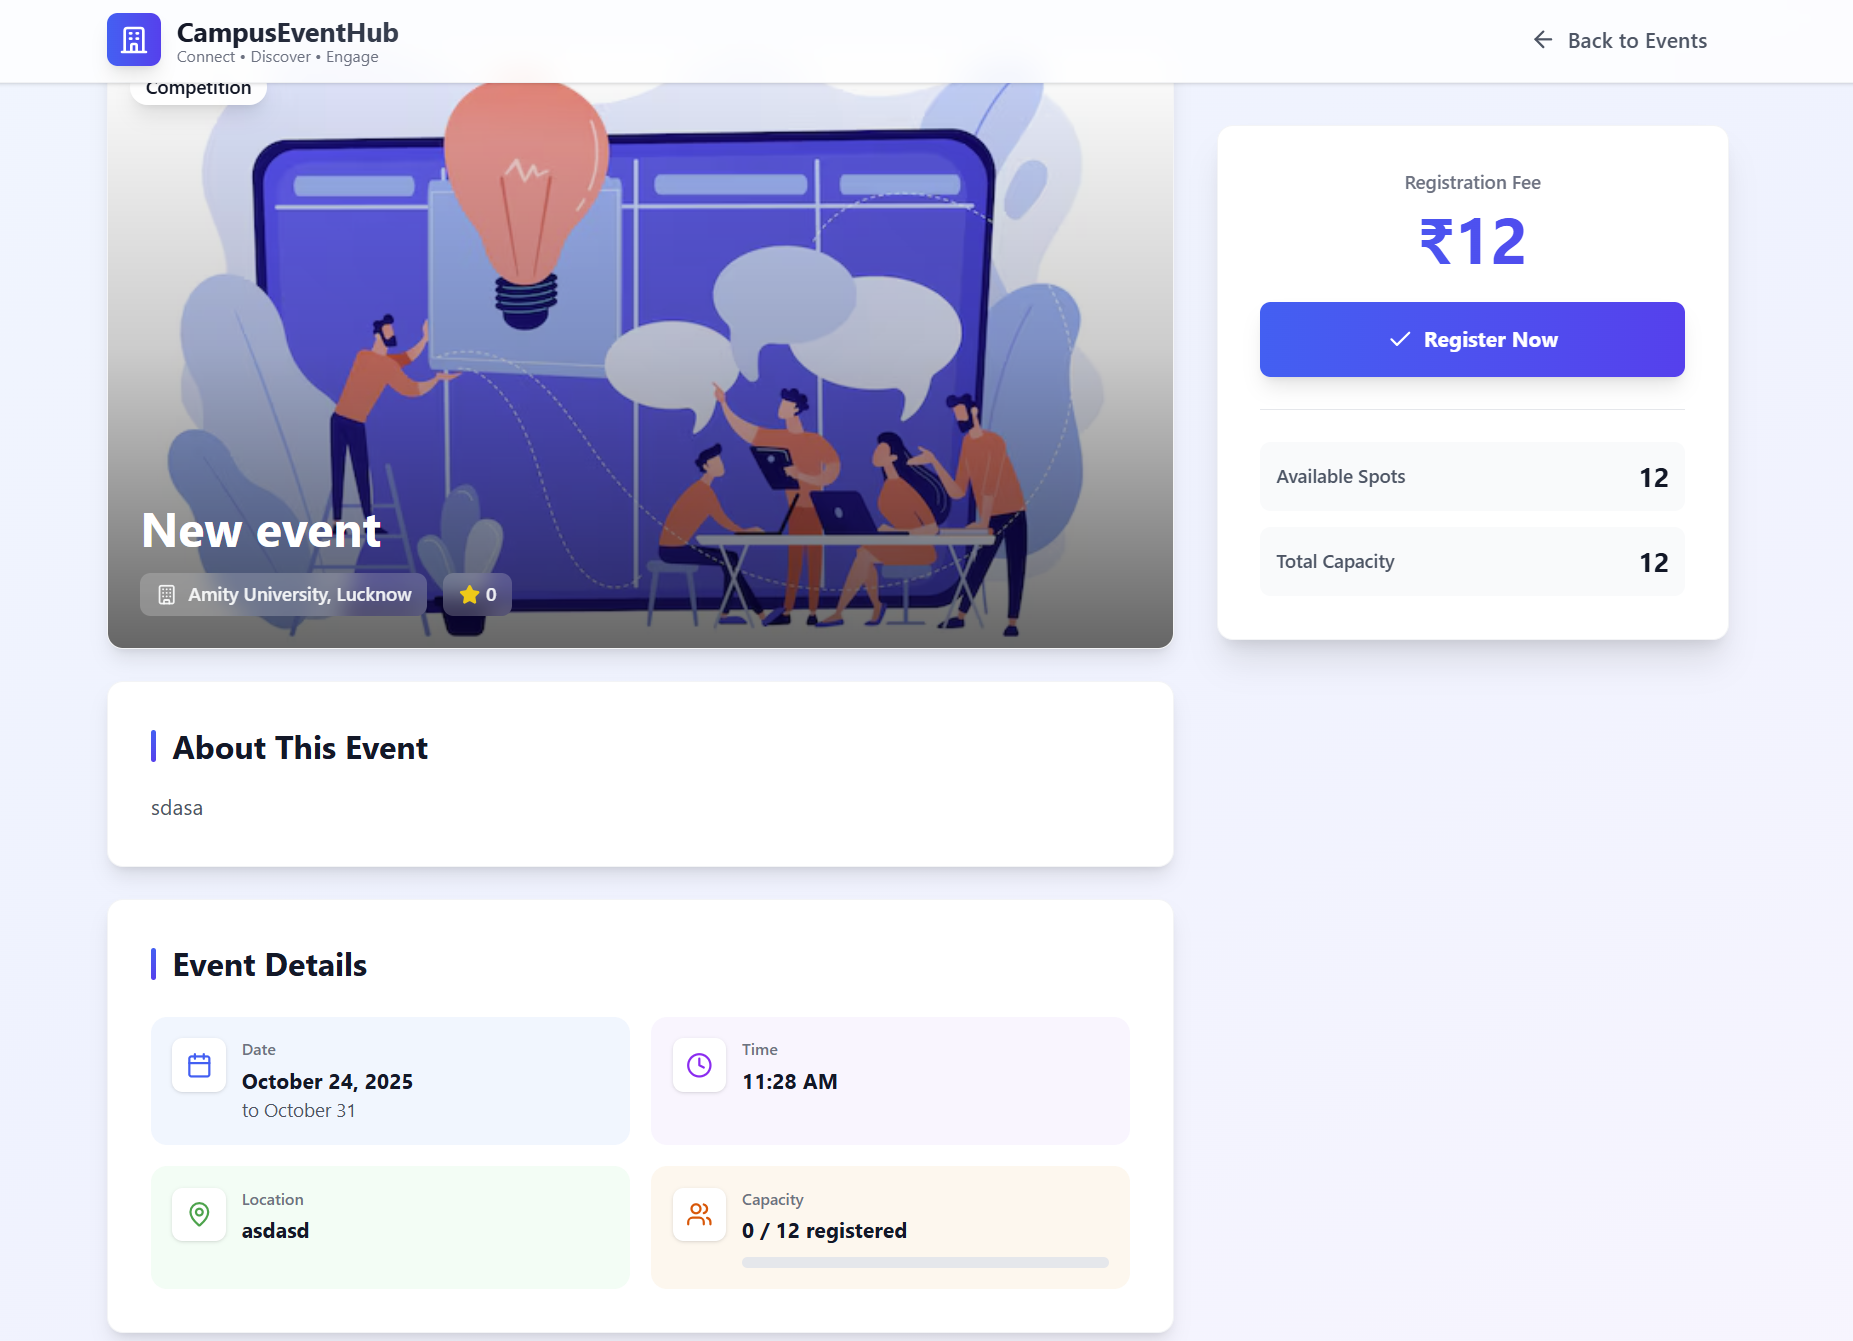 CampusEventHub
Connect • Discover • Engage
Back to Events
Competition
New event
Amity University, Lucknow
0
Registration Fee
₹12
Register Now
Available Spots
12
Total Capacity
12
About This Event
sdasa
Event Details
Date
October 24, 2025
to October 31
Time
11:28 AM
Location
asdasd
Capacity
0 / 12 registered